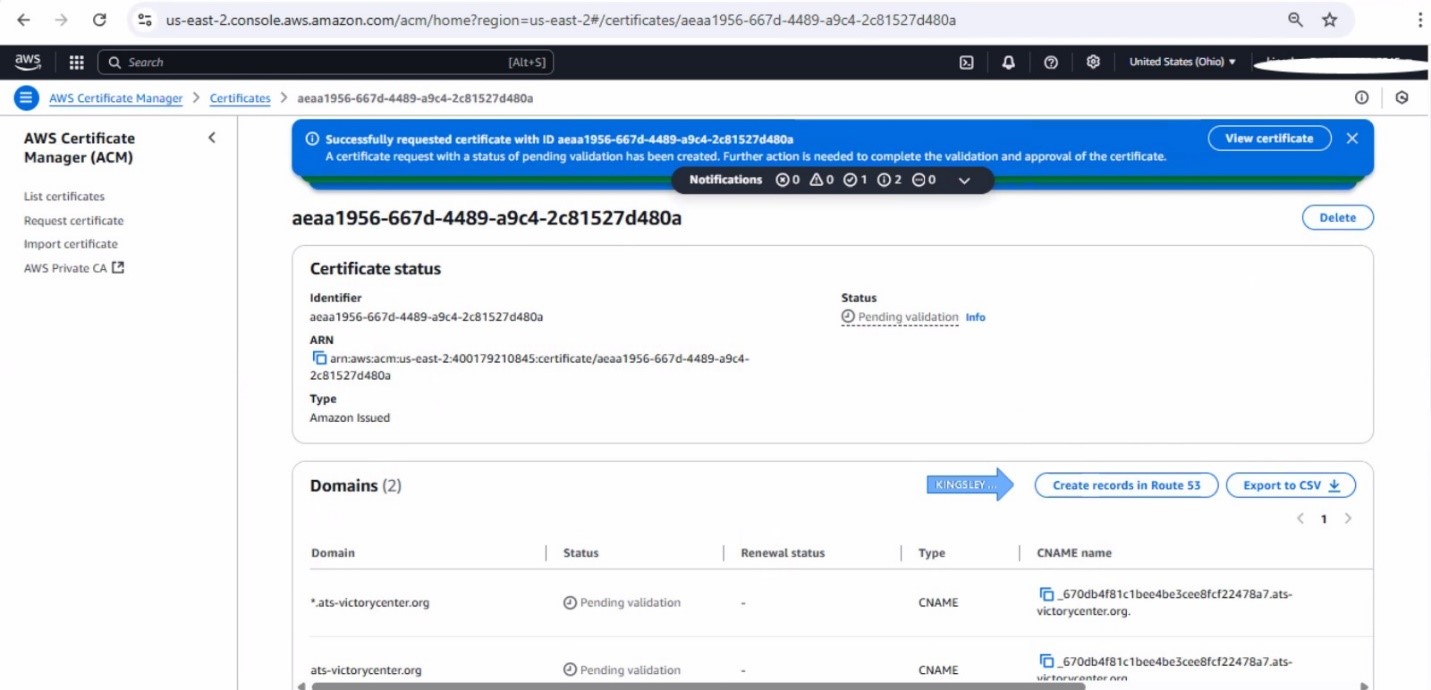 us-east-2.console.aws.amazon.com/acm/home?region=us-east-2#/certificates/aeaa1956-667d-4489-a9c4-2c81527d480a
aws Search [Alt+S] United States (Ohio)
AWS Certificate Manager > Certificates > aeaa1956-667d-4489-a9c4-2c81527d480a
AWS Certificate
Manager (ACM)
List certificates
Request certificate
Import certificate
AWS Private CA
Successfully requested certificate with ID aeaa1956-667d-4489-a9c4-2c81527d480a
View certificate
A certificate request with a status of pending validation has been created. Further action is needed to complete the validation and approval of the certificate.
Notifications 0 0 1 2 0
aeaa1956-667d-4489-a9c4-2c81527d480a
Delete
Certificate status
Identifier
aeaa1956-667d-4489-a9c4-2c81527d480a
ARN
arn:aws:acm:us-east-2:400179210845:certificate/aeaa1956-667d-4489-a9c4-
2c81527d480a
Type
Amazon Issued
Status
Pending validation Info
Domains (2)
KINGSLEY... Create records in Route 53 Export to CSV
< 1 >
Domain Status Renewal status Type CNAME name
*.ats-victorycenter.org Pending validation - CNAME _670db4f81c1bee4be3cee8fcf22478a7.ats-
victorycenter.org.
ats-victorycenter.org Pending validation - CNAME _670db4f81c1bee4be3cee8fcf22478a7.ats-
victorycenter.org